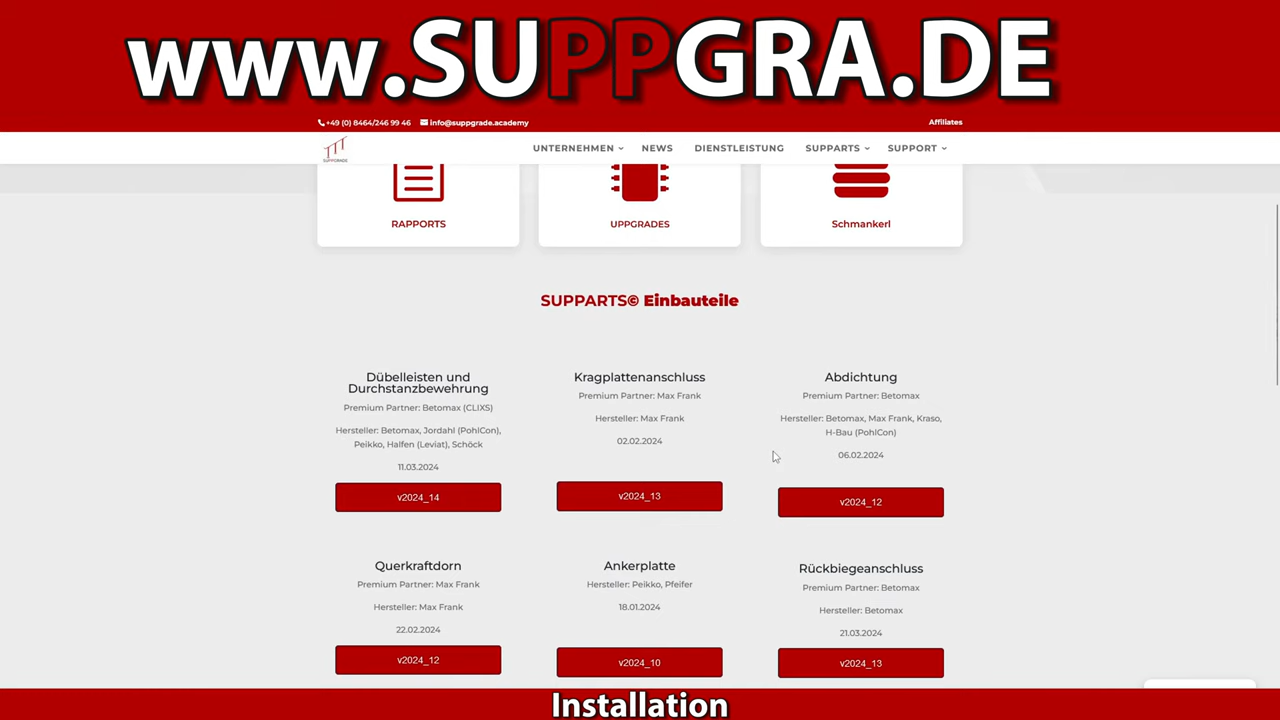 www.SUPPGRA.DE
+49 (0) 8464/246 99 46 info@suppgrade.academy Affiliates
SUPPGRADE
UNTERNEHMEN NEWS DIENSTLEISTUNG SUPPARTS SUPPORT
RAPPORTS UPPGRADES Schmankerl
SUPPARTS© Einbauteile
Dübelleisten und
Durchstanzbewehrung
Premium Partner: Betomax (CLIXS)
Hersteller: Betomax, Jordahl (PohlCon),
Peikko, Halfen (Leviat), Schöck
11.03.2024
v2024_14
Kragplattenanschluss
Premium Partner: Max Frank
Hersteller: Max Frank
02.02.2024
v2024_13
Abdichtung
Premium Partner: Betomax
Hersteller: Betomax, Max Frank, Kraso,
H-Bau (PohlCon)
06.02.2024
v2024_12
Querkraftdorn
Premium Partner: Max Frank
Hersteller: Max Frank
22.02.2024
v2024_12
Ankerplatte
Hersteller: Peikko, Pfeifer
18.01.2024
v2024_10
Rückbiegeanschluss
Premium Partner: Betomax
Hersteller: Betomax
21.03.2024
v2024_13
Installation